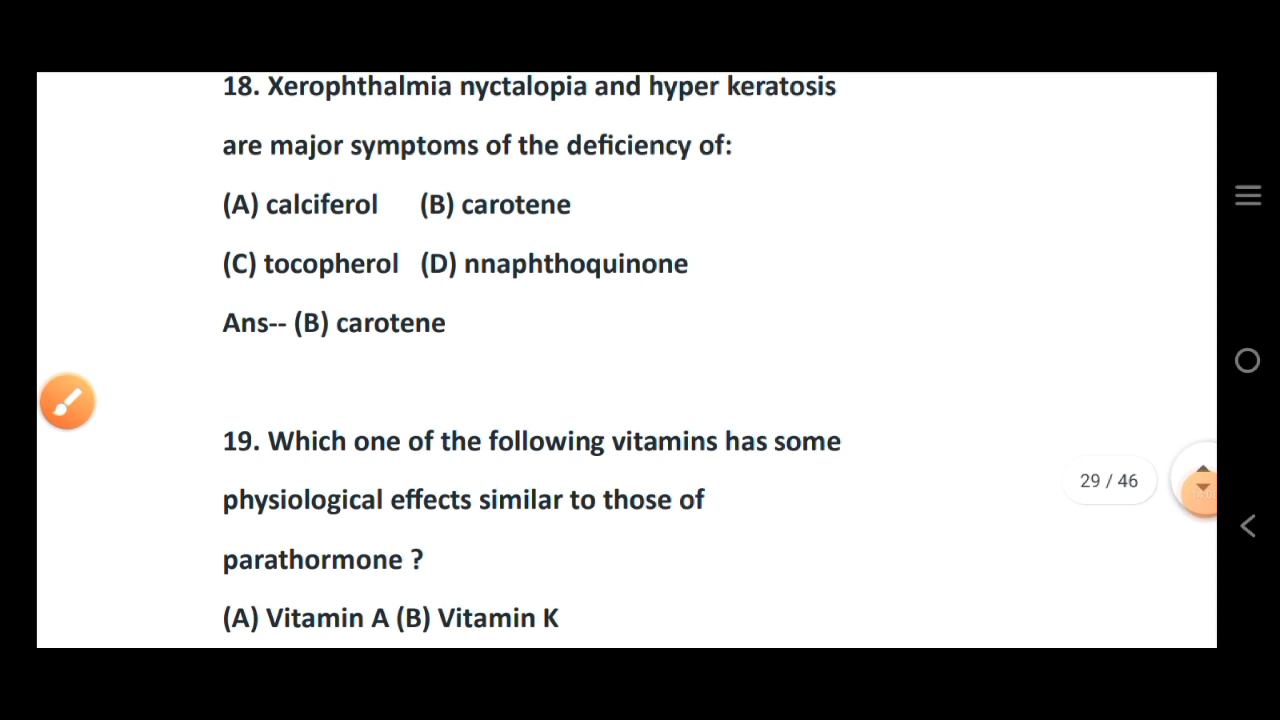 18. Xerophthalmia nyctalopia and hyper keratosis
are major symptoms of the deficiency of:
(A) calciferol (B) carotene
(C) tocopherol (D) nnaphthoquinone
Ans-- (B) carotene
19. Which one of the following vitamins has some
physiological effects similar to those of
29 / 46
parathormone ?
(A) Vitamin A (B) Vitamin K